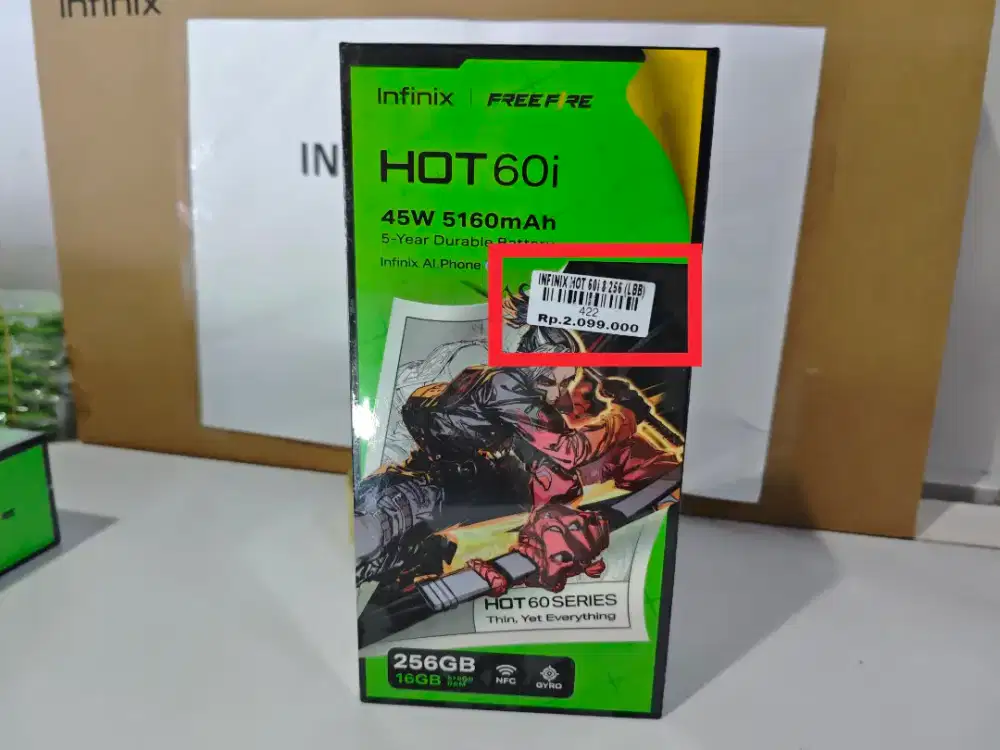 Infinix
IN
Infinix | FREE FIRE
HOT 60i
45W 5160mAh
5-Year Durable Battery
Infinix AI Phone
INFINIX HOT 60i 8 256 (LBB)
422
Rp.2.099.000
HOT 60 SERIES
Thin, Yet Everything
256GB
16GB
NFC
GYRO